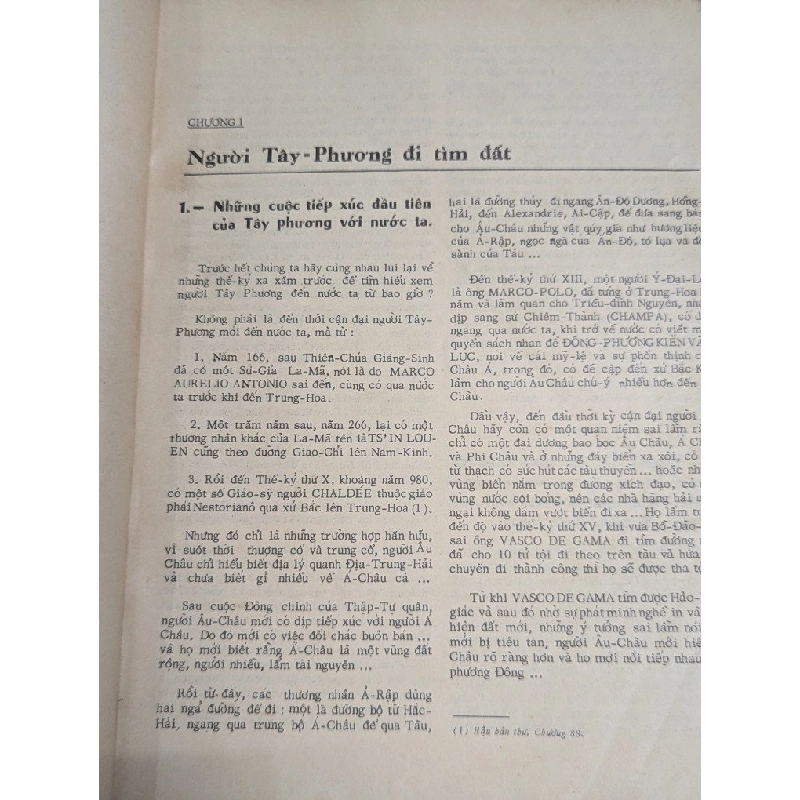 CHƯƠNG 1
Người Tây-Phương đi tìm đất
1.— Những cuộc tiếp xúc đầu tiên
của Tây phương với nước ta.
Trước hết chúng ta hãy cùng nhau lui lại về
những thế-kỷ xa xăm trước, để tìm hiểu xem
người Tây Phương đến nước ta từ bao giờ ?
Không phải là đến thời cận đại người Tây-
Phương mới đến nước ta, mà từ :
1. Năm 166, sau Thiên-Chúa Giáng-Sinh
đã có một Sứ-Giả La-Mã, nói là do MARCO
AURELIO ANTONIO sai đến, cũng có qua nước
ta trước khi đến Trung-Hoa.
2. Một trăm năm sau, năm 266, lại có một
thương nhân khác của La-Mã tên là TS'IN LOU-
EN cũng theo đường Giao-Chỉ lên Nam-Kinh.
3. Rồi đến Thế-kỷ thứ X, khoảng năm 980,
có một số Giáo-sỹ người CHALDÉE thuộc giáo
phái Nestoriano qua xứ Bắc lên Trung-Hoa (1).
Nhưng đó chỉ là những trường hợp hãn hữu,
vì suốt thời thượng cổ và trung cổ, người Âu
Châu chỉ hiểu biết địa lý quanh Địa-Trung-Hải
và chưa biết gì nhiều về Á-Châu cả ...
Sau cuộc Đông chinh của Thập-Tự quân,
người Âu-Châu mới có dịp tiếp xúc với người Á
Châu. Do đó mới có việc đổi chác buôn bán ...
và họ mới biết rằng Á-Châu là một vùng đất
rộng, người nhiều, lắm tài nguyên ...
Rồi từ đây, các thương nhân Ả-Rập dùng
hai ngả đường để đi : một là đường bộ từ Hắc-
Hải, ngang qua trung bộ Á-Châu để qua Tầu,
hai là đường thủy đi ngang Ấn-Độ Dương, Hồng-
Hải, đến Alexandrie, Ai-Cập, để đưa sang bán
cho Âu-Châu những vật quý giá như hương liệu
của Ả-Rập, ngọc ngà của Ấn-Độ, tơ lụa và đồ
sành của Tầu ...
Đến thế-kỷ thứ XIII, một người Ý-Đại-L
là ông MARCO-POLO, đã từng ở Trung-Hoa
năm và làm quan cho Triều-đình Nguyên, như
dịp sang sứ Chiêm-Thành (CHAMPA), có đ
ngang qua nước ta, khi trở về nước có viết m
quyển sách nhan đề ĐÔNG-PHƯƠNG KIẾN VĂ
LỤC, nói về cái mỹ-lệ và sự phồn thịnh c
Châu Á, trong đó, có đề cập đến xứ Bắc K
làm cho người Âu Châu chú-ý nhiều hơn đến
Châu.
Dầu vậy, đến đầu thời kỳ cận đại người
Châu hãy còn có một quan niệm sai lầm rằ
chỉ có một đại dương bao bọc Âu Châu, Á C
và Phi Châu và ở những đáy biển xa xôi, có
từ thạch có sức hút các tàu thuyền ... hoặc nh
vùng biển nằm trong đường xích đạo, có
vùng nước sôi bỏng, nên các nhà hàng hải
ngại không dám vượt biển đi xa ... Họ lầm tư
đến độ vào thế-kỷ thứ XV, khi vua Bồ-Đào-
sai ông VASCO DE GAMA đi tìm đường
đã cho 10 tử tội đi theo trên tàu và hứa
chuyến đi thành công thì họ sẽ được tha tộ
Từ khi VASCO DE GAMA tìm được Hảo-
giác và sau đó nhờ sự phát minh nghề in và
hiện đất mới, những ý tưởng sai lầm nói
mới bị tiêu tan, người Âu-Châu mới hiể
Châu rõ ràng hơn và họ mới nối tiếp nhau
phương Đông ...
(1) Hậu hán thư, Chương 88.